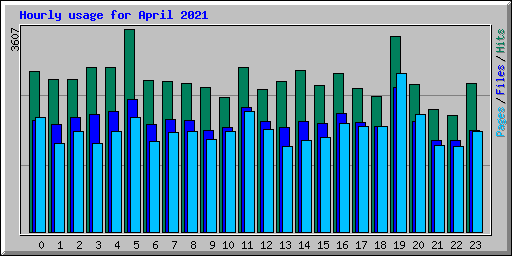 Hourly usage for April 2021
3607
Pages / Files / Hits
0 1 2 3 4 5 6 7 8 9 10 11 12 13 14 15 16 17 18 19 20 21 22 23